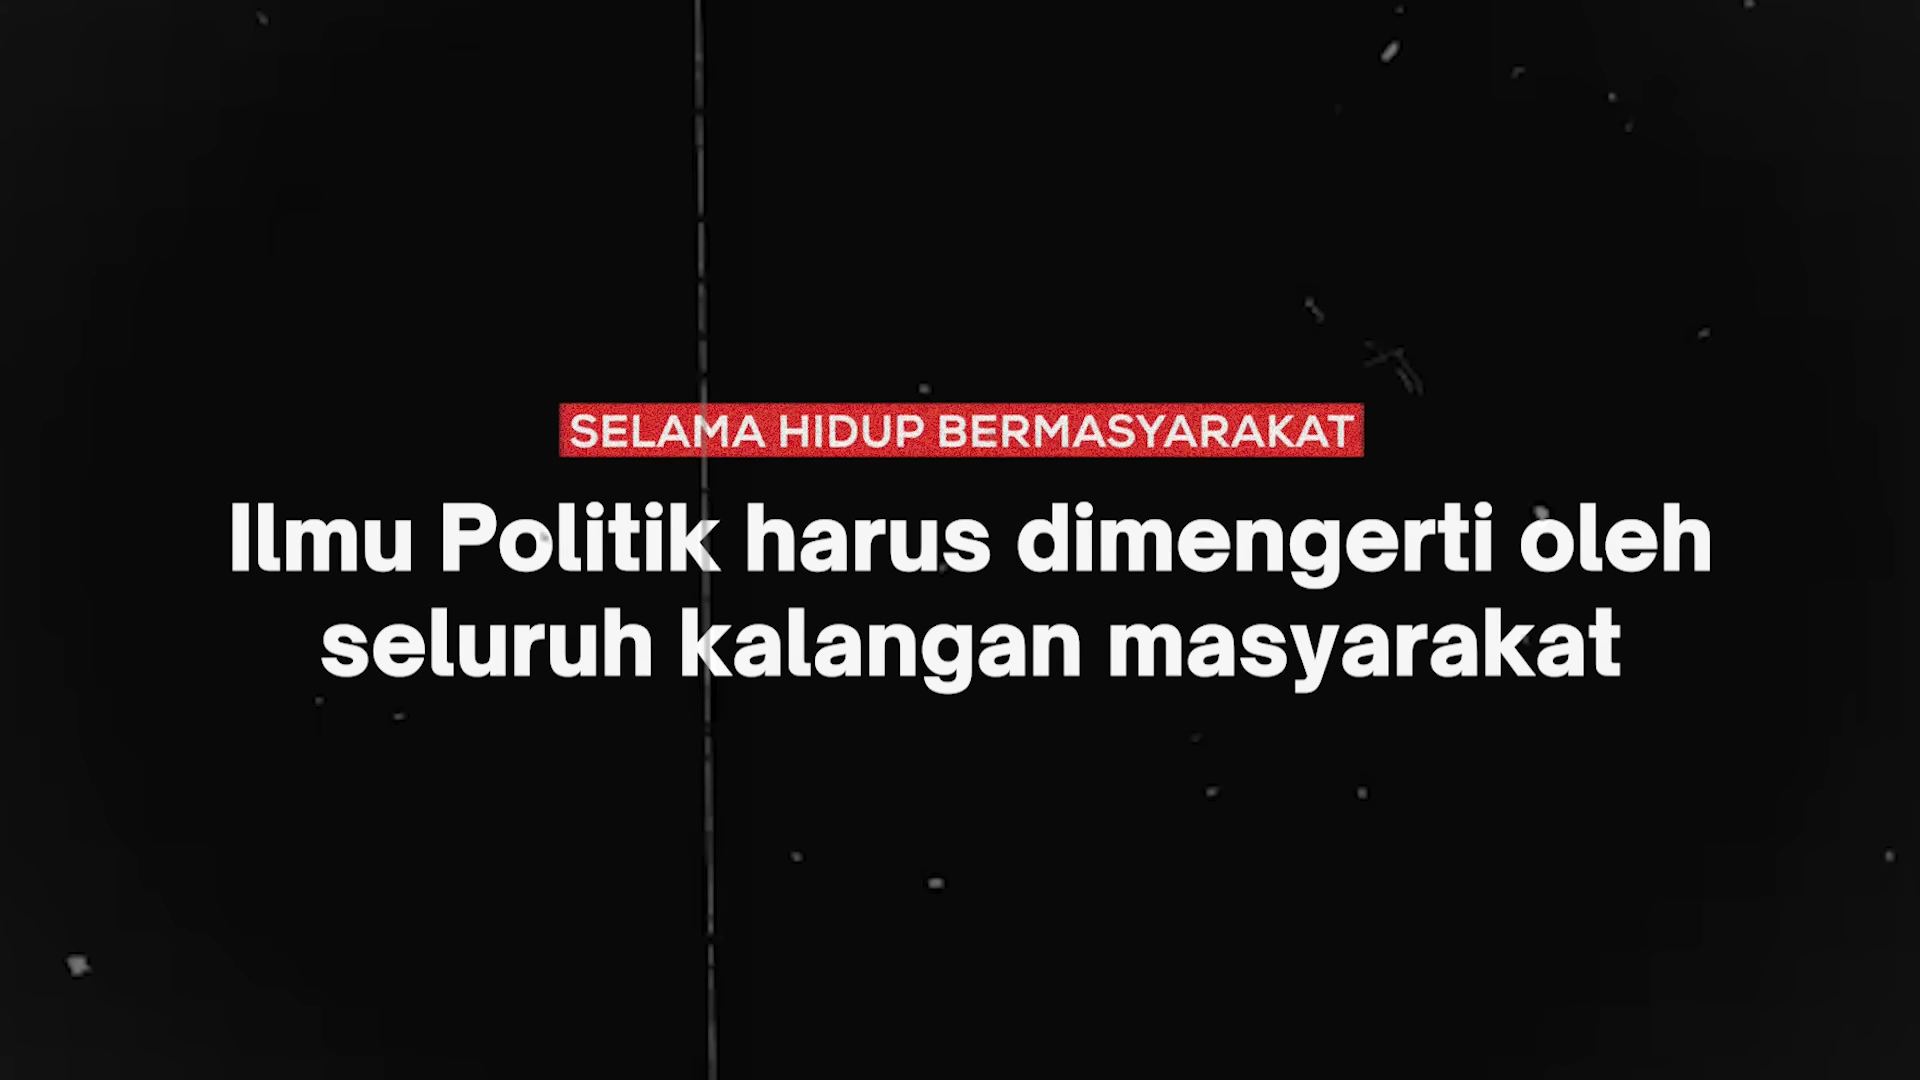 SELAMA HIDUP BERMASYARAKAT
Ilmu Politik harus dimengerti oleh
seluruh kalangan masyarakat